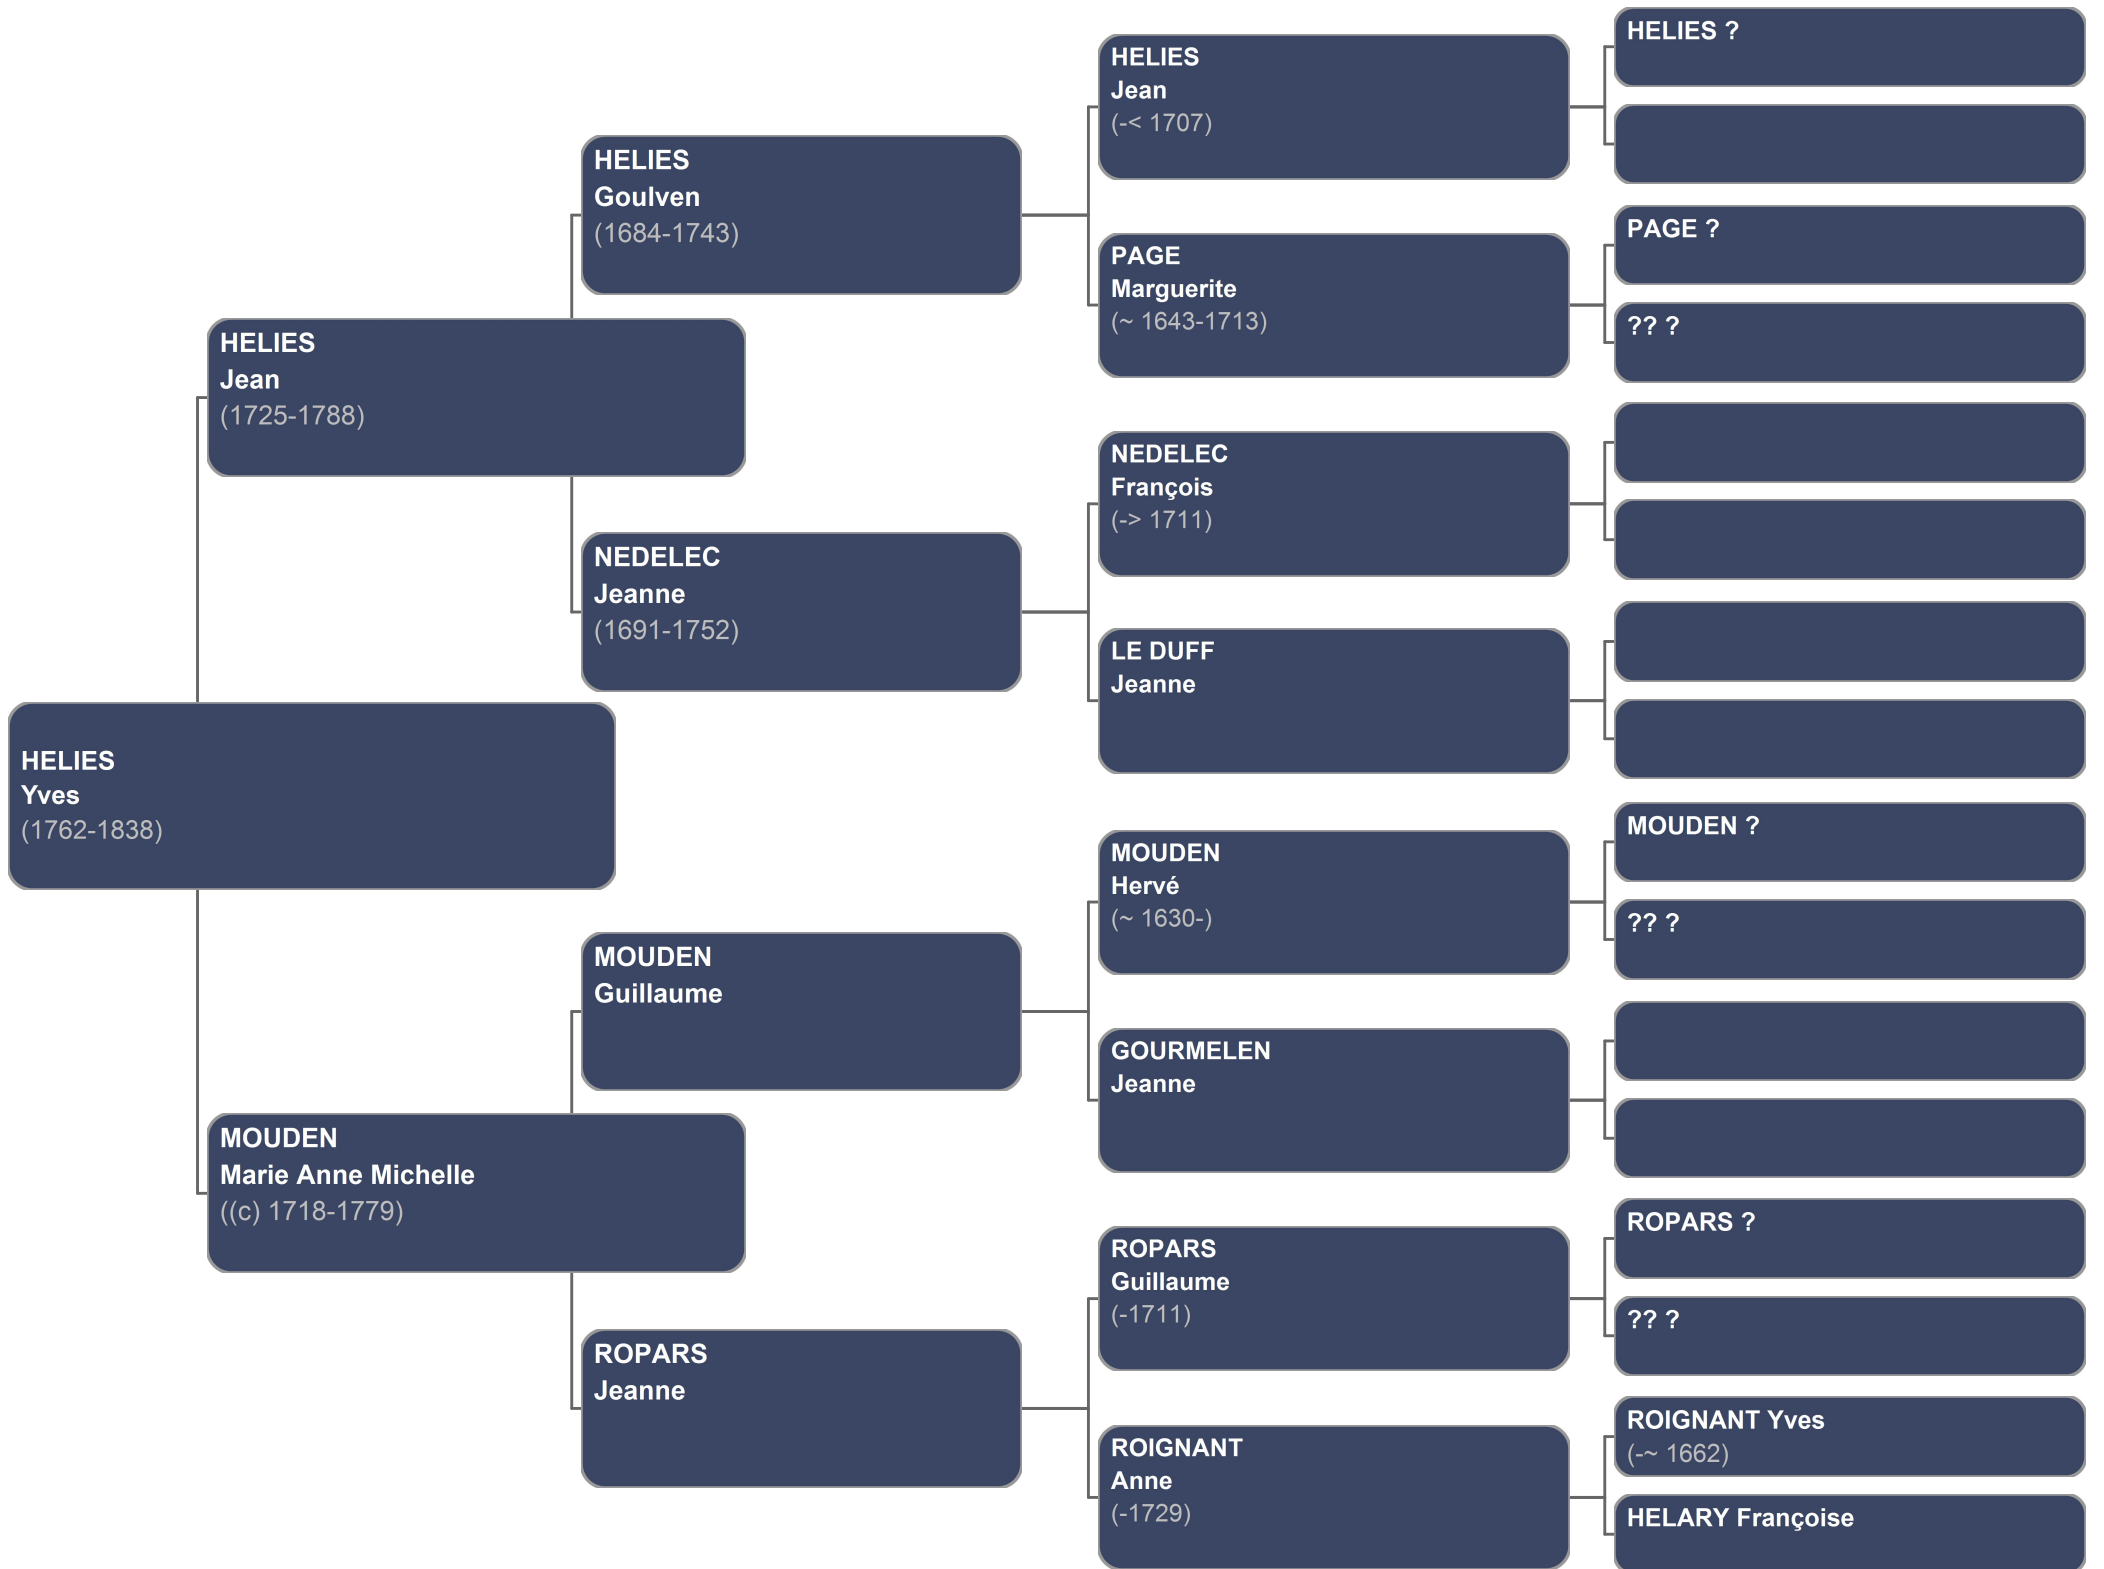 HELIES
Yves
(1762-1838)
HELIES
Jean
(1725-1788)
MOUDEN
Marie Anne Michelle
((c) 1718-1779)
HELIES
Goulven
(1684-1743)
NEDELEC
Jeanne
(1691-1752)
MOUDEN
Guillaume
ROPARS
Jeanne
HELIES
Jean
(-< 1707)
PAGE
Marguerite
(~ 1643-1713)
NEDELEC
François
(-> 1711)
LE DUFF
Jeanne
MOUDEN
Hervé
(~ 1630-)
GOURMELEN
Jeanne
ROPARS
Guillaume
(-1711)
ROIGNANT
Anne
(-1729)
HELIES ?
PAGE ?
?? ?
MOUDEN ?
?? ?
ROPARS ?
?? ?
ROIGNANT Yves
(-~ 1662)
HELARY Françoise